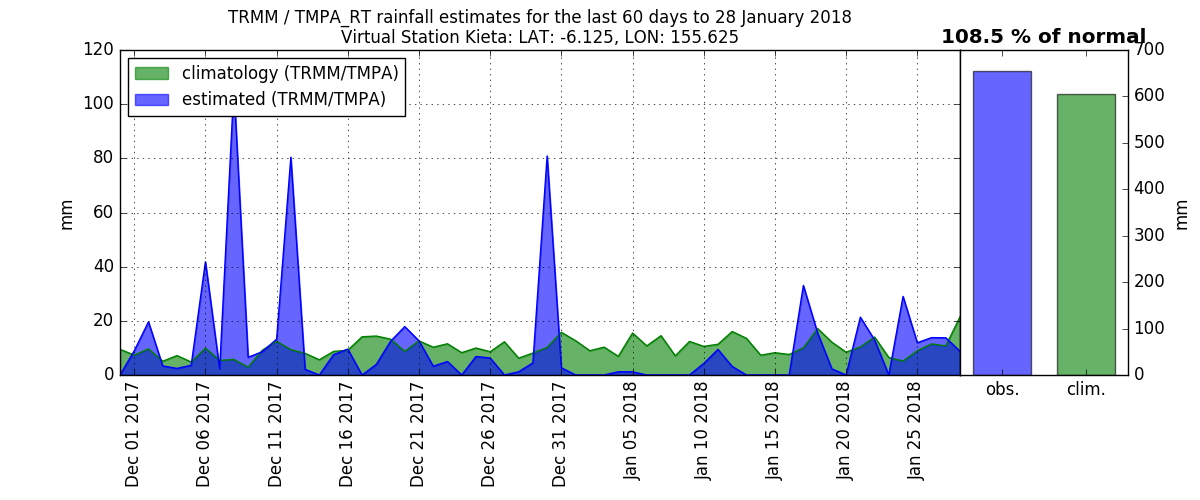 TRMM / TMPA_RT rainfall estimates for the last 60 days to 28 January 2018
Virtual Station Kieta: LAT: -6.125, LON: 155.625
108.5 % of normal
climatology (TRMM/TMPA)
estimated (TRMM/TMPA)
120
100
80
60
40
20
0
mm
Dec 01 2017
Dec 06 2017
Dec 11 2017
Dec 16 2017
Dec 21 2017
Dec 26 2017
Dec 31 2017
Jan 05 2018
Jan 10 2018
Jan 15 2018
Jan 20 2018
Jan 25 2018
obs.
clim.
700
600
500
400
300
200
100
0
mm